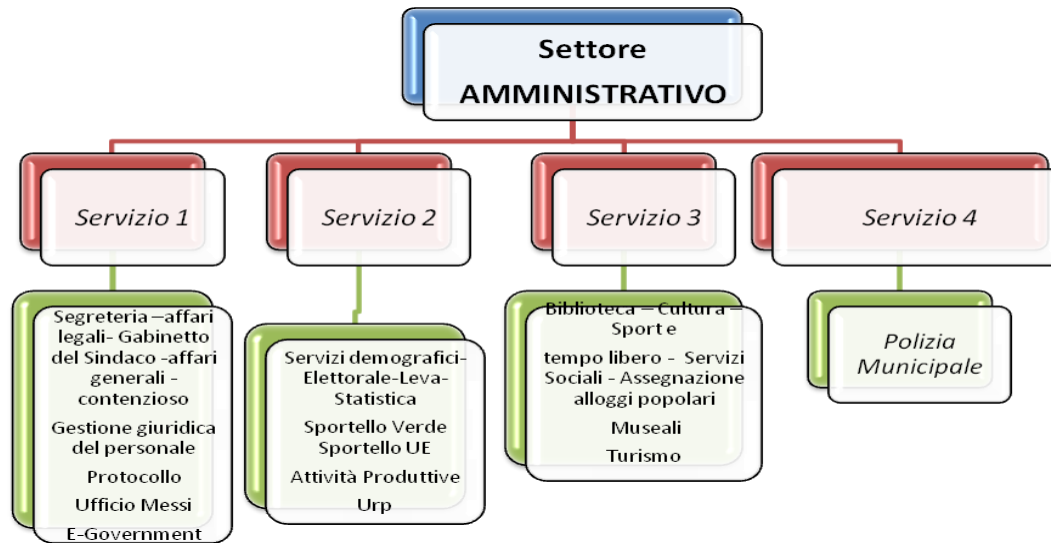 Settore
AMMINISTRATIVO
Servizio 1
Servizio 2
Servizio 3
Servizio 4
Segreteria –affari
legali- Gabinetto
del Sindaco -affari
generali -
contenzioso
Gestione giuridica
del personale
Protocollo
Ufficio Messi
E-Government
Servizi demografici-
Elettorale-Leva-
Statistica
Sportello Verde
Sportello UE
Attività Produttive
Urp
Biblioteca – Cultura –
Sport e
tempo libero - Servizi
Sociali - Assegnazione
alloggi popolari
Museali
Turismo
Polizia
Municipale